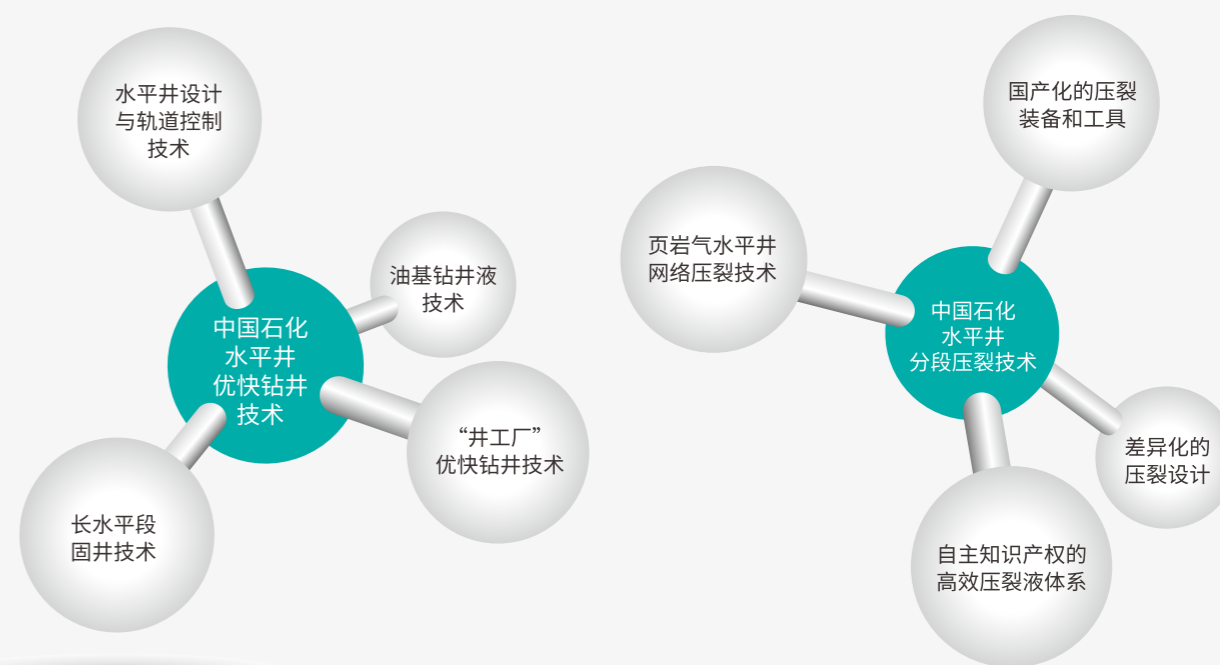 水平井设计
与轨道控制
技术
油基钻井液
技术
中国石化
水平井
优快钻井
技术
“井工厂”
优快钻井技术
长水平段
固井技术
国产化的压裂
装备和工具
页岩气水平井
网络压裂技术
中国石化
水平井
分段压裂技术
差异化的
压裂设计
自主知识产权的
高效压裂液体系